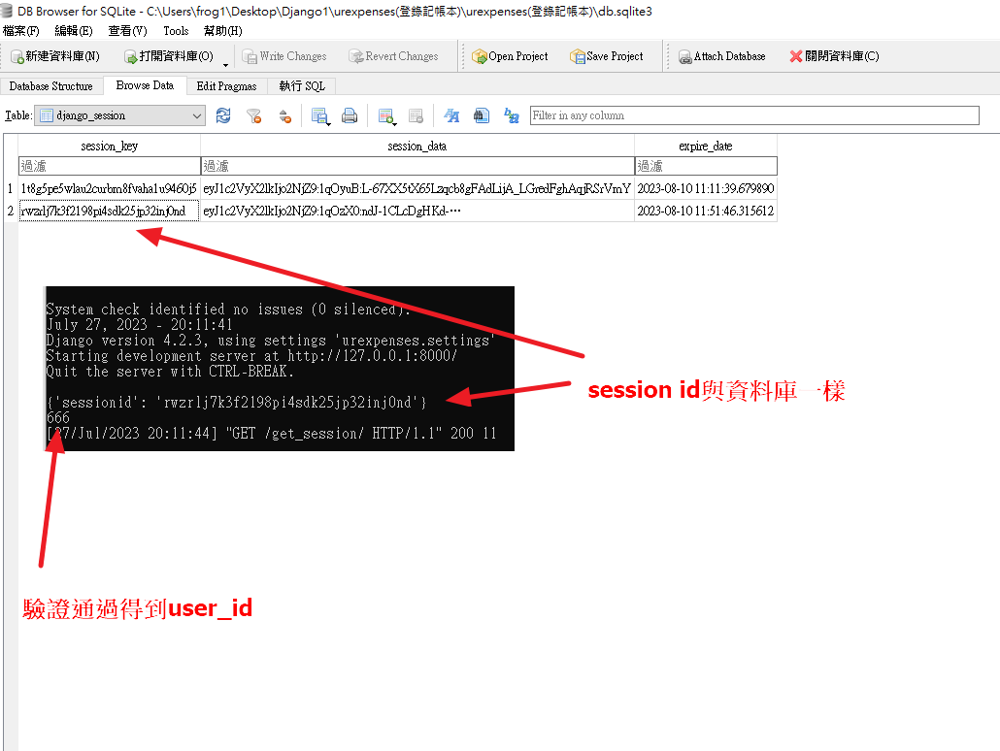 DB Browser for SQLite - C:\Users\frog1\Desktop\Django1\urexpenses(登錄記帳本)\urexpenses(登錄記帳本)\db.sqlite3
檔案(F) 編輯(E) 查看(V) Tools 幫助(H)
新建資料庫(N) 打開資料庫(O) Write Changes Revert Changes Open Project Save Project Attach Database 關閉資料庫(C)
Database Structure Browse Data Edit Pragmas 執行 SQL
Table: django_session Filter in any column
session_key session_data expire_date
過濾 過濾 過濾
1 1t8g5pe5wlau2curbm8fvaha1u9460j5 eyJ1c2VyX2lkIjo2NjZ9:1qOyuB:L-67XX5tX65Lzqcb8gFAdLijA_LGredFghAqjRSrVmY 2023-08-10 11:11:39.679890
2 rwzrlj7k3f2198pi4sdk25jp32inj0nd eyJ1c2VyX2lkIjo2NjZ9:1qOzX0:ndJ-1CLcDgHKd-⋯ 2023-08-10 11:51:46.315612
System check identified no issues (0 silenced).
July 27, 2023 - 20:11:41
Django version 4.2.3, using settings 'urexpenses.settings'
Starting development server at http://127.0.0.1:8000/
Quit the server with CTRL-BREAK.
{'sessionid': 'rwzrlj7k3f2198pi4sdk25jp32inj0nd'}
666
[27/Jul/2023 20:11:44] "GET /get_session/ HTTP/1.1" 200 11
session id與資料庫一樣
驗證通過得到user_id